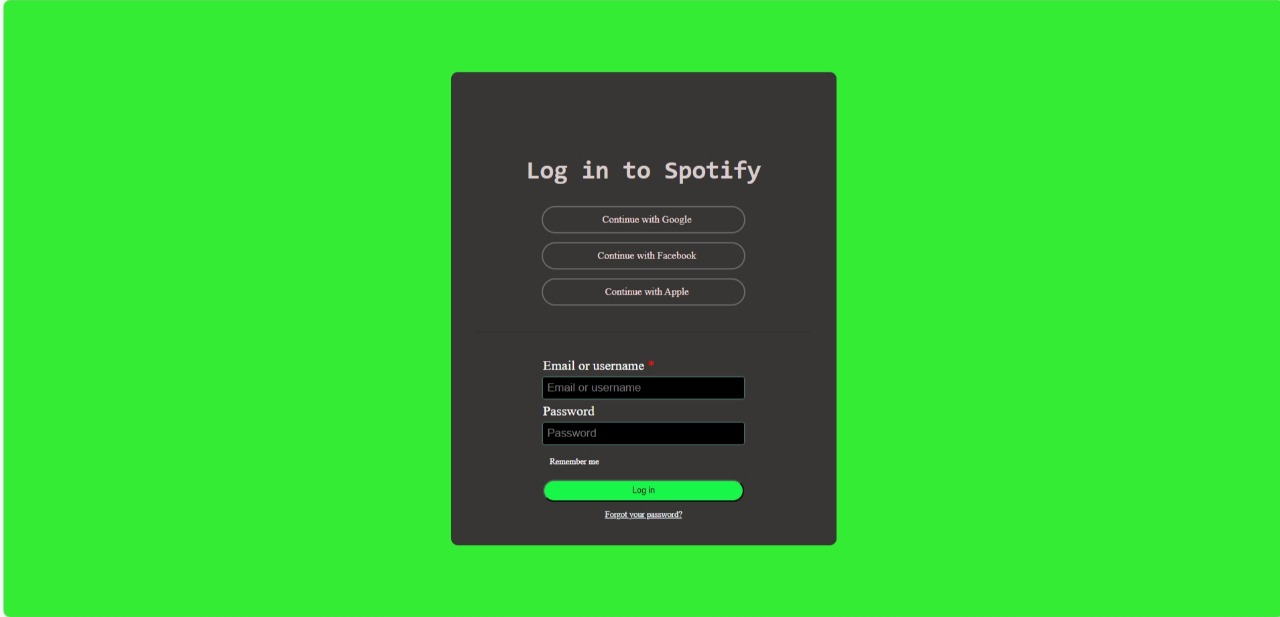 Log in to Spotify
Continue with Google
Continue with Facebook
Continue with Apple
Email or username *
Email or username
Password
Password
Remember me
Log in
Forgot your password?